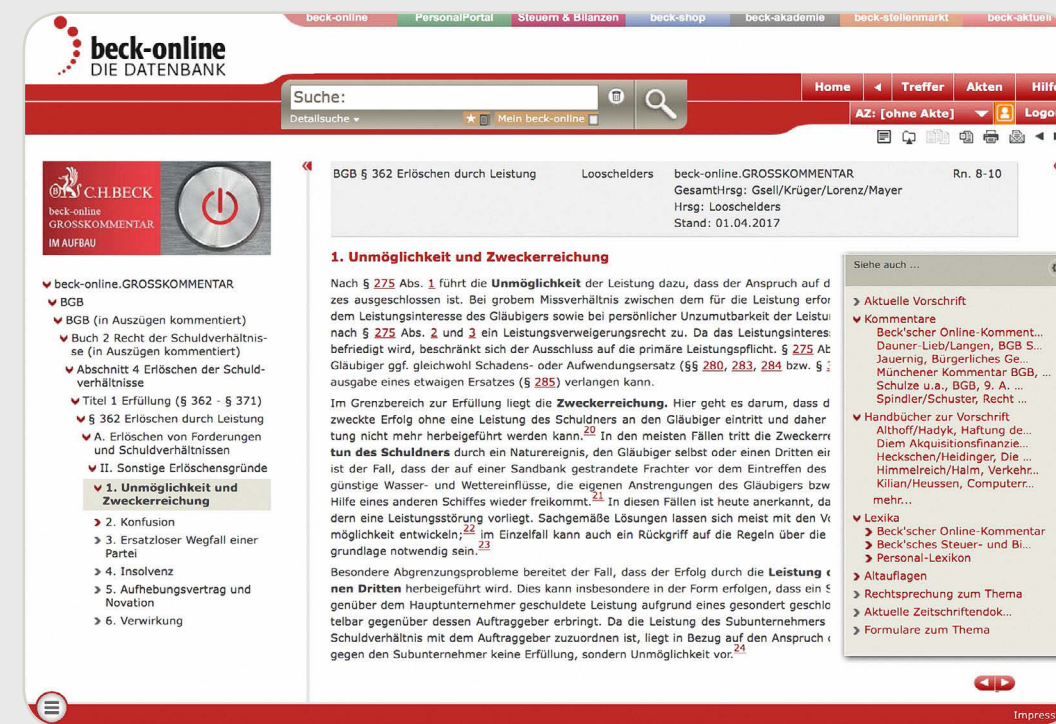 beck-online PersonalPortal Steuern & Bilanzen beck-shop beck-akademie beck-stellenmarkt beck-aktuell
beck-online
DIE DATENBANK
Suche:
Detailsuche
Mein beck-online
Home Treffer Akten Hilfe
AZ: [ohne Akte] Logo
C.H.BECK
beck-online
GROSSKOMMENTAR
IM AUFBAU
beck-online.GROSSKOMMENTAR
BGB
BGB (in Auszügen kommentiert)
Buch 2 Recht der Schuldverhältnis-
se (in Auszügen kommentiert)
Abschnitt 4 Erlöschen der Schuld-
verhältnisse
Titel 1 Erfüllung (§ 362 - § 371)
§ 362 Erlöschen durch Leistung
A. Erlöschen von Forderungen
und Schuldverhältnissen
II. Sonstige Erlöschensgründe
1. Unmöglichkeit und
Zweckerreichung
2. Konfusion
3. Ersatzloser Wegfall einer
Partei
4. Insolvenz
5. Aufhebungsvertrag und
Novation
6. Verwirkung
BGB § 362 Erlöschen durch Leistung Looschelders beck-online.GROSSKOMMENTAR Rn. 8-10
GesamtHrsg: Gsell/Krüger/Lorenz/Mayer
Hrsg: Looschelders
Stand: 01.04.2017
1. Unmöglichkeit und Zweckerreichung
Nach § 275 Abs. 1 führt die Unmöglichkeit der Leistung dazu, dass der Anspruch auf d
zes ausgeschlossen ist. Bei grobem Missverhältnis zwischen dem für die Leistung erfor
dem Leistungsinteresse des Gläubigers sowie bei persönlicher Unzumutbarkeit der Leistu
nach § 275 Abs. 2 und 3 ein Leistungsverweigerungsrecht zu. Da das Leistungsinteres
befriedigt wird, beschränkt sich der Ausschluss auf die primäre Leistungspflicht. § 275 Ab
Gläubiger ggf. gleichwohl Schadens- oder Aufwendungsersatz (§§ 280, 283, 284 bzw. §
ausgabe eines etwaigen Ersatzes (§ 285) verlangen kann.
Im Grenzbereich zur Erfüllung liegt die Zweckerreichung. Hier geht es darum, dass d
zweckte Erfolg ohne eine Leistung des Schuldners an den Gläubiger eintritt und daher
tung nicht mehr herbeigeführt werden kann.20 In den meisten Fällen tritt die Zweckerre
tun des Schuldners durch ein Naturereignis, den Gläubiger selbst oder einen Dritten ein
ist der Fall, dass der auf einer Sandbank gestrandete Frachter vor dem Eintreffen des
günstige Wasser- und Wettereinflüsse, die eigenen Anstrengungen des Gläubigers bzw
Hilfe eines anderen Schiffes wieder freikommt.21 In diesen Fällen ist heute anerkannt, da
dern eine Leistungsstörung vorliegt. Sachgemäße Lösungen lassen sich meist mit den Vo
möglichkeit entwickeln;22 im Einzelfall kann auch ein Rückgriff auf die Regeln über die
grundlage notwendig sein.23
Besondere Abgrenzungsprobleme bereitet der Fall, dass der Erfolg durch die Leistung
nen Dritten herbeigeführt wird. Dies kann insbesondere in der Form erfolgen, dass ein S
genüber dem Hauptunternehmer geschuldete Leistung aufgrund eines gesondert geschlo
telbar gegenüber dessen Auftraggeber erbringt. Da die Leistung des Subunternehmers
Schuldverhältnis mit dem Auftraggeber zuzuordnen ist, liegt in Bezug auf den Anspruch
gegen den Subunternehmer keine Erfüllung, sondern Unmöglichkeit vor.24
Siehe auch ...
Aktuelle Vorschrift
Kommentare
Beck'scher Online-Komment...
Dauner-Lieb/Langen, BGB S...
Jauernig, Bürgerliches Ge...
Münchener Kommentar BGB, ...
Schulze u.a., BGB, 9. A. ...
Spindler/Schuster, Recht ...
Handbücher zur Vorschrift
Althoff/Hadyk, Haftung de...
Diem Akquisitionsfinanzie...
Heckschen/Heidinger, Die ...
Himmelreich/Halm, Verkehr...
Kilian/Heussen, Computerr...
mehr...
Lexika
Beck'scher Online-Kommentar
Beck'sches Steuer- und Bi...
Personal-Lexikon
Altauflagen
Rechtsprechung zum Thema
Aktuelle Zeitschriftendok...
Formulare zum Thema
Impress